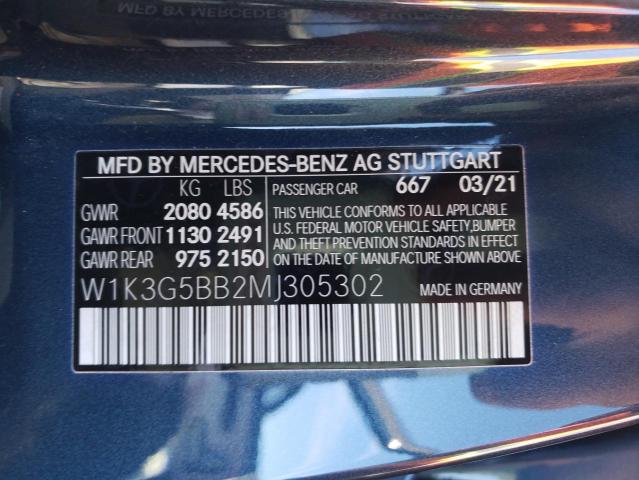 MFD BY MERCEDES-BENZ AG STUTTGART
KG LBS PASSENGER CAR 667 03/21
GWR 2080 4586 THIS VEHICLE CONFORMS TO ALL APPLICABLE
U.S. FEDERAL MOTOR VEHICLE SAFETY,BUMPER
GAWR FRONT 1130 2491 AND THEFT PREVENTION STANDARDS IN EFFECT
GAWR REAR 975 2150 ON THE DATE OF MANUFACTURE SHOWN ABOVE
W1K3G5BB2MJ305302 MADE IN GERMANY